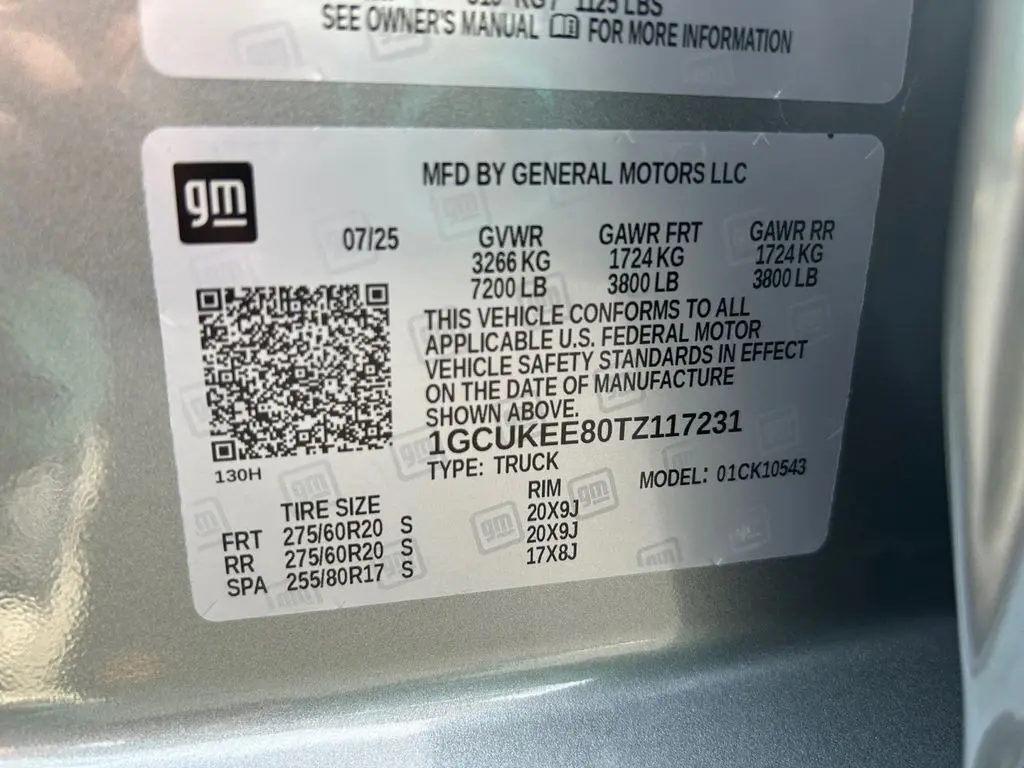 KG / 1125 LBS
SEE OWNER'S MANUAL FOR MORE INFORMATION
gm
MFD BY GENERAL MOTORS LLC
07/25 GVWR GAWR FRT GAWR RR
3266 KG 1724 KG 1724 KG
7200 LB 3800 LB 3800 LB
THIS VEHICLE CONFORMS TO ALL
APPLICABLE U.S. FEDERAL MOTOR
VEHICLE SAFETY STANDARDS IN EFFECT
ON THE DATE OF MANUFACTURE
SHOWN ABOVE.
1GCUKEE80TZ117231
130H
TYPE: TRUCK MODEL: 01CK10543
TIRE SIZE RIM
FRT 275/60R20 S 20X9J
RR 275/60R20 S 20X9J
SPA 255/80R17 S 17X8J